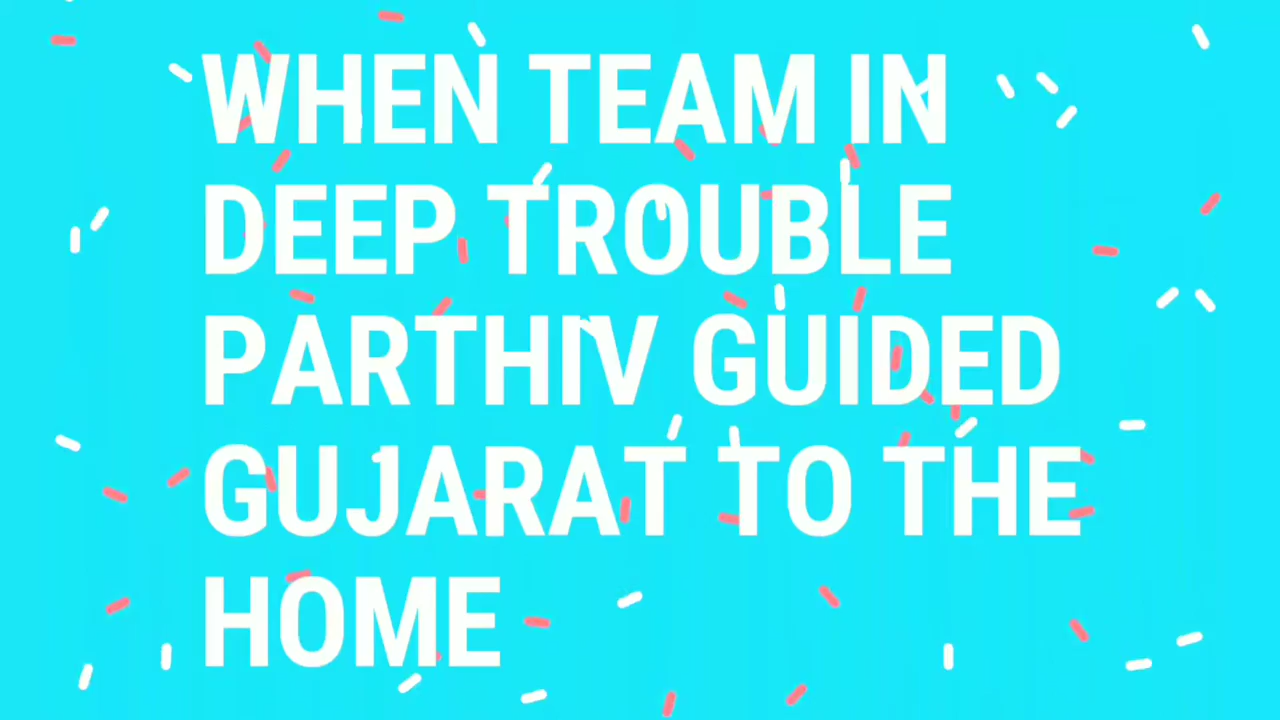 WHEN TEAM IN
DEEP TROUBLE
PARTHIV GUIDED
GUJARAT TO THE
HOME